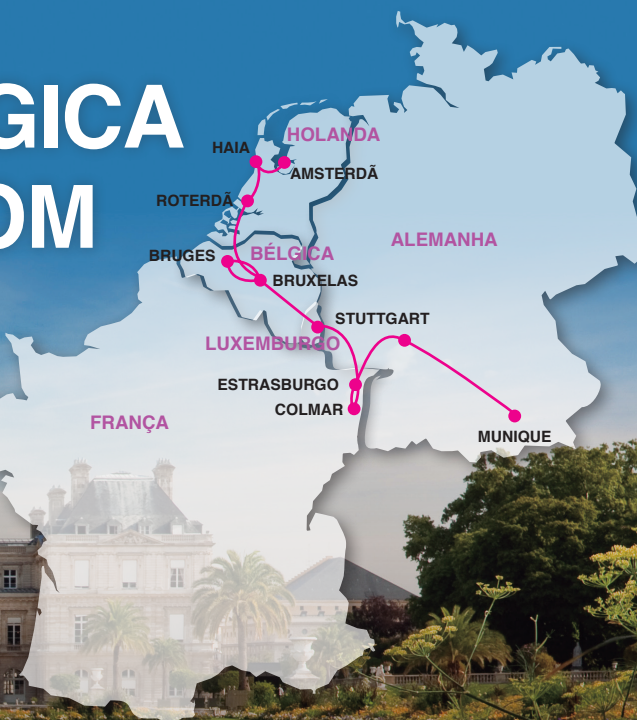 GICA
OM
HOLANDA
HAIA
AMSTERDÃ
ROTERDÃ
ALEMANHA
BRUGES
BÉLGICA
BRUXELAS
STUTTGART
LUXEMBURGO
ESTRASBURGO
COLMAR
FRANÇA
MUNIQUE